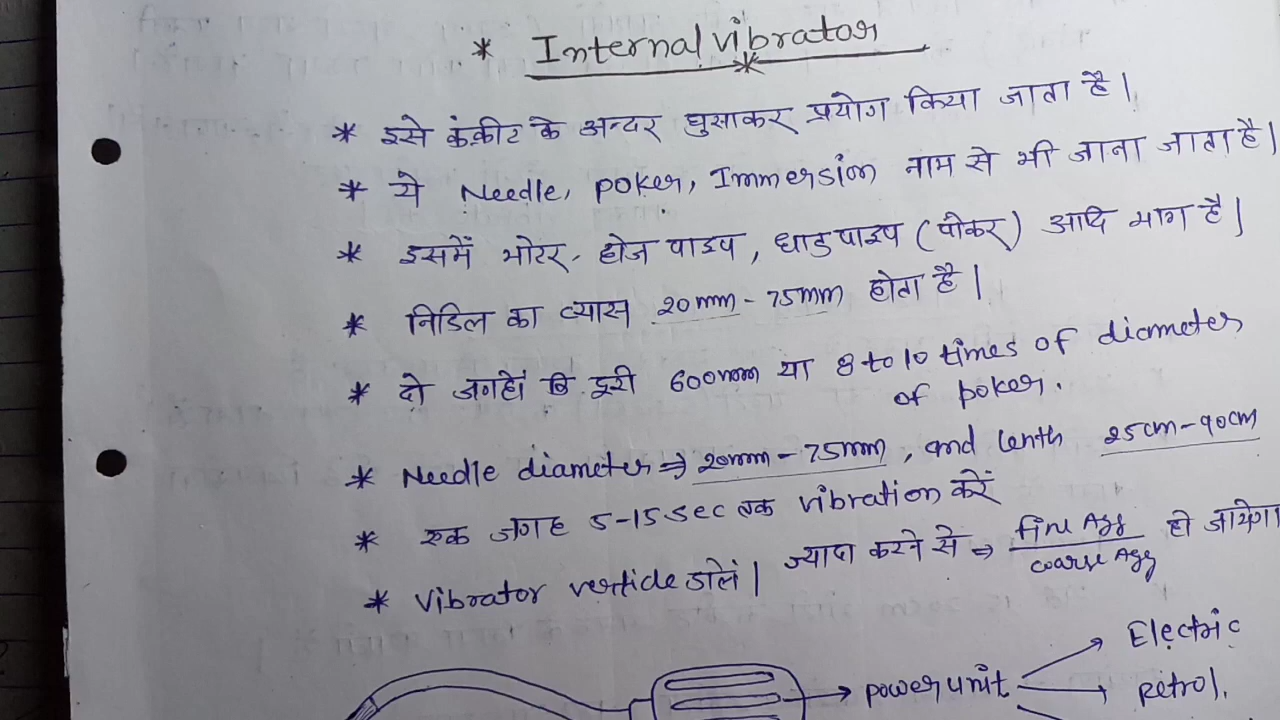 * Internal vibrator
* इसे कंक्रीट के अन्दर घुसाकर प्रयोग किया जाता है।
* ये Needle, poker, Immersion नाम से भी जाना जाता है।
* इसमें मोटर, होज पाइप, धाड पाइप (पोकर) आदि भाग है।
* निडिल का व्यास 20mm - 75mm होता है।
* दो जगहों कि दूरी 600mm या 8 to 10 times of diameter
of poker.
* Needle diameter ⇒ 20mm - 75mm, and lenth 25cm-90cm
* एक जगह 5-15 sec तक vibration करें
ज्यादा करने से ⇒ fine Agg / coarse Agg हो जायेगा
* Vibrator verticle डालें।
Electric
→ power unit → Petrol.